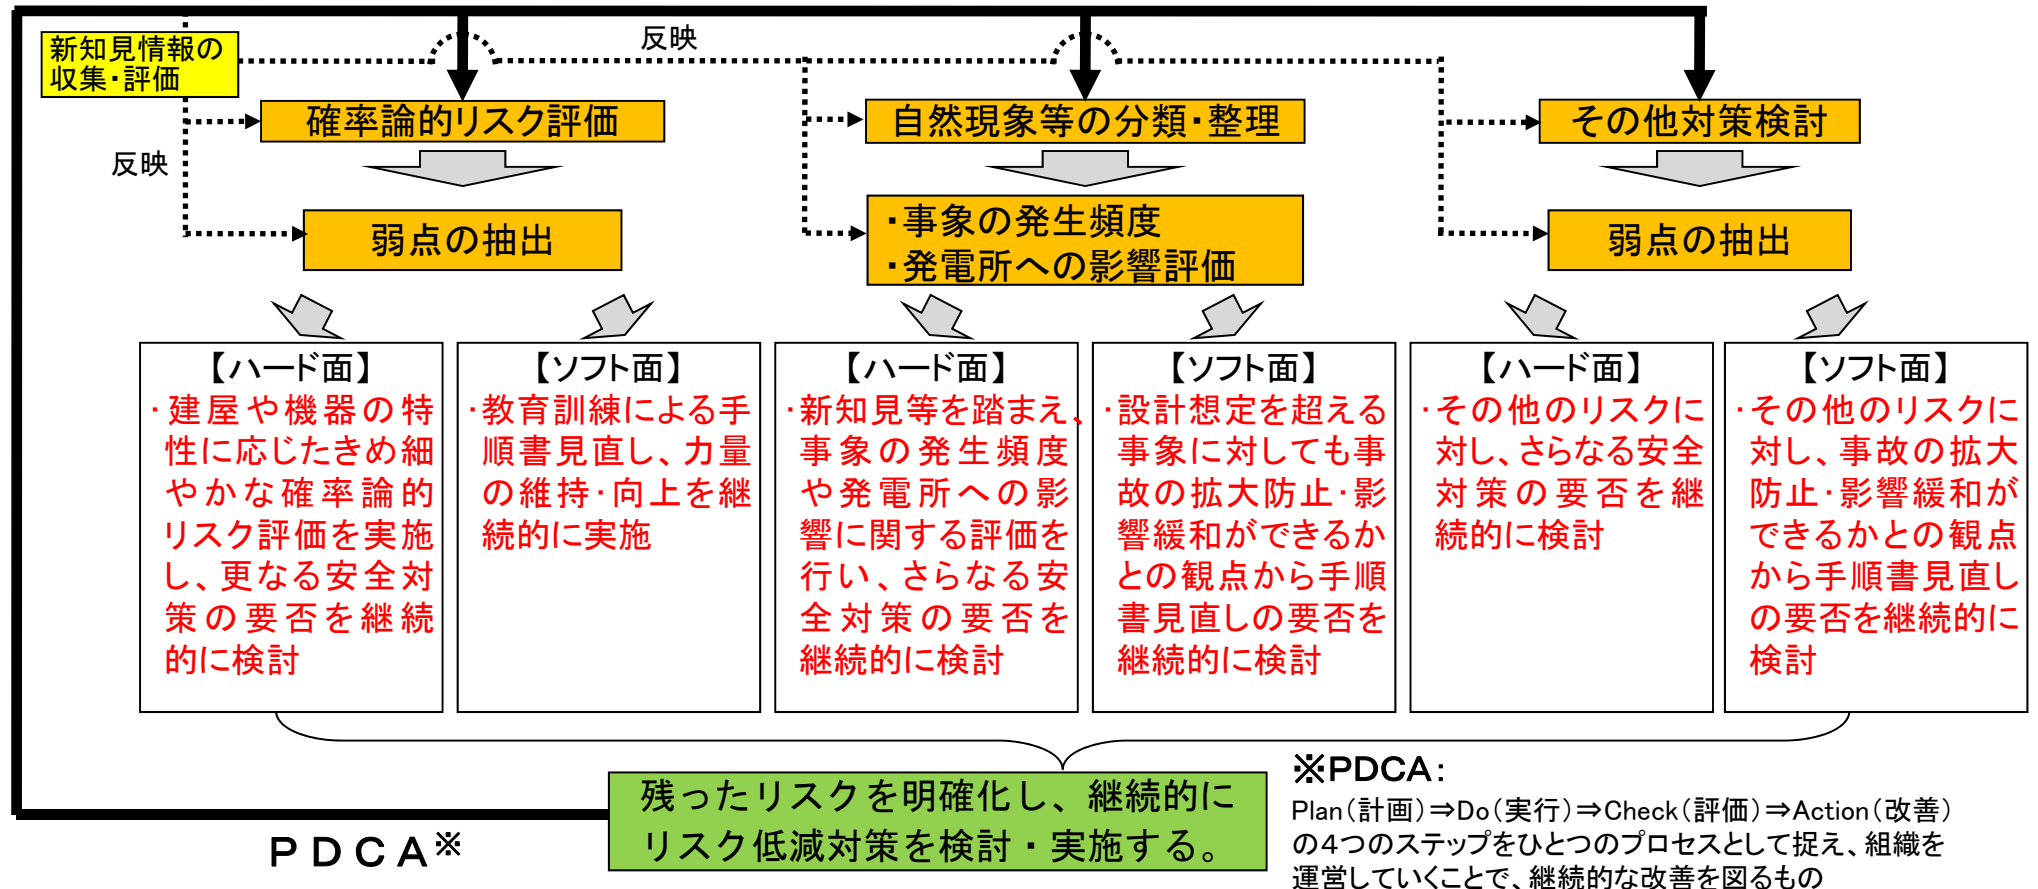 新知見情報の
収集・評価
反映
反映
確率論的リスク評価
自然現象等の分類・整理
その他対策検討
弱点の抽出
・事象の発生頻度
・発電所への影響評価
弱点の抽出
【ハード面】
・建屋や機器の特
性に応じたきめ細
やかな確率論的
リスク評価を実施
し、更なる安全対
策の要否を継続
的に検討
【ソフト面】
・教育訓練による手
順書見直し、力量
の維持・向上を継
続的に実施
【ハード面】
・新知見等を踏まえ、
事象の発生頻度
や発電所への影
響に関する評価を
行い、さらなる安
全対策の要否を
継続的に検討
【ソフト面】
・設計想定を超える
事象に対しても事
故の拡大防止・影
響緩和ができるか
との観点から手順
書見直しの要否を
継続的に検討
【ハード面】
・その他のリスクに
対し、さらなる安全
対策の要否を継
続的に検討
【ソフト面】
・その他のリスクに
対し、事故の拡大
防止・影響緩和が
できるかとの観点
から手順書見直し
の要否を継続的に
検討
残ったリスクを明確化し、継続的に
リスク低減対策を検討・実施する。
ＰＤＣＡ※
※PDCA：
Plan（計画）⇒Do（実行）⇒Check（評価）⇒Action（改善）
の４つのステップをひとつのプロセスとして捉え、組織を
運営していくことで、継続的な改善を図るもの